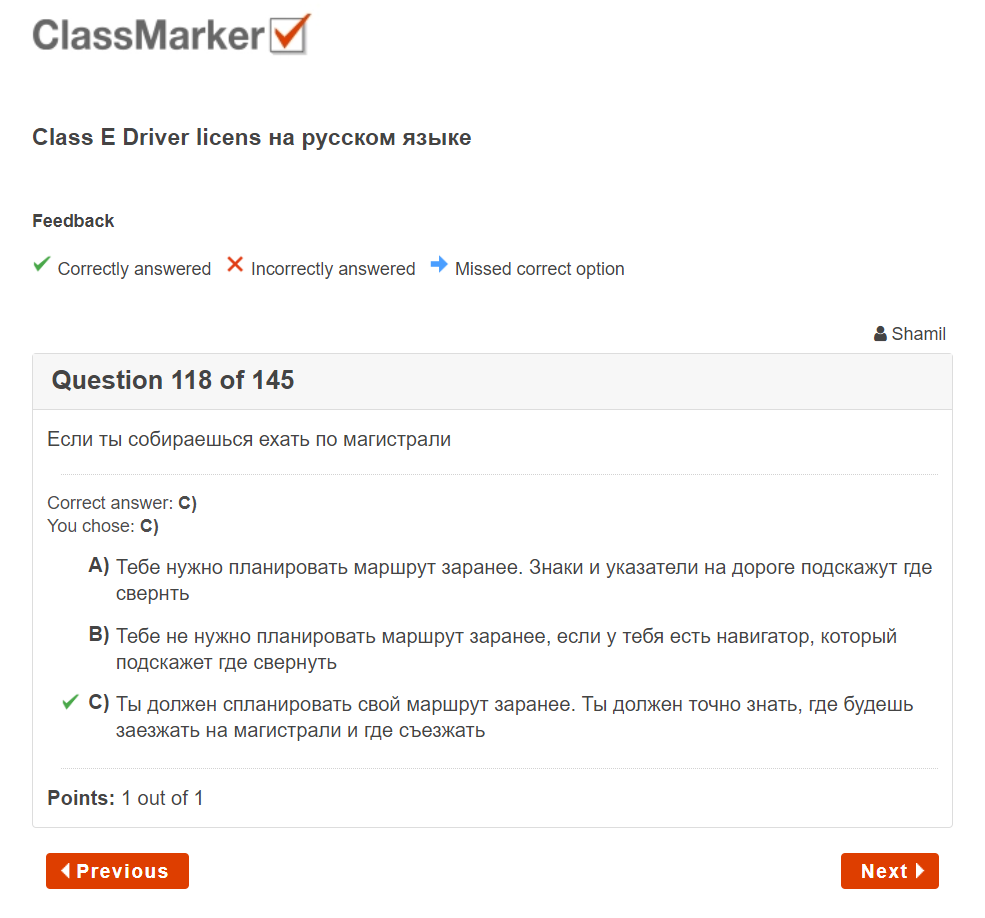 ClassMarker
Class E Driver licens на русском языке
Feedback
Correctly answered Incorrectly answered Missed correct option
Shamil
Question 118 of 145
Если ты собираешься ехать по магистрали
Correct answer: C)
You chose: C)
A) Тебе нужно планировать маршрут заранее. Знаки и указатели на дороге подскажут где
свернть
B) Тебе не нужно планировать маршрут заранее, если у тебя есть навигатор, который
подскажет где свернуть
C) Ты должен спланировать свой маршрут заранее. Ты должен точно знать, где будешь
заезжать на магистрали и где съезжать
Points: 1 out of 1
Previous Next